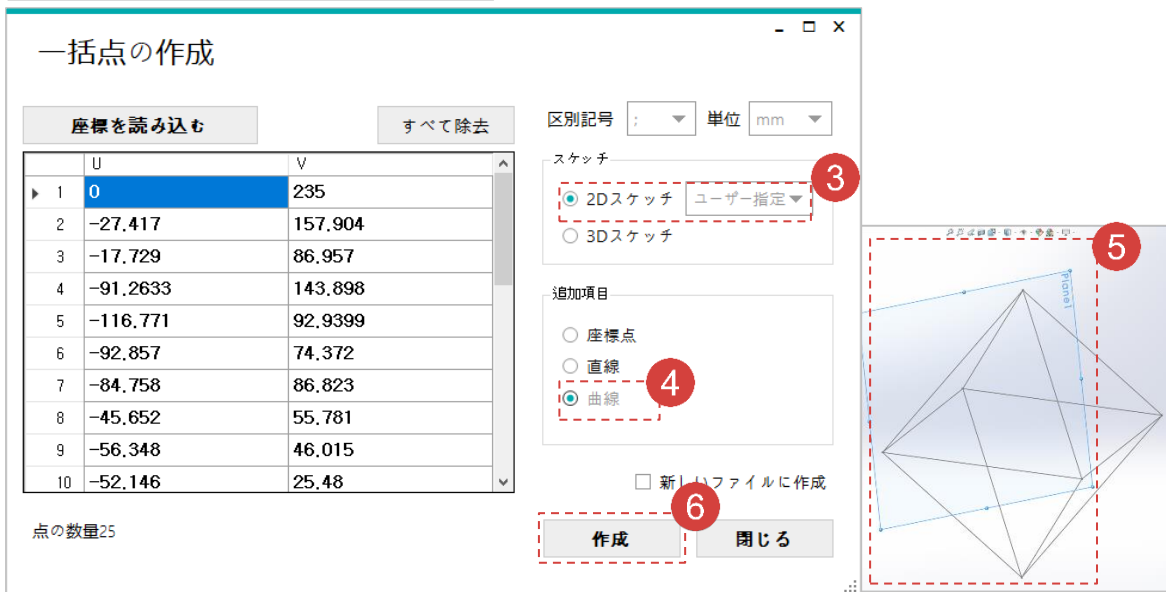 一括点の作成
座標を読み込む
すべて除去
区別記号 ; 単位 mm
U V
1 0 235
2 -27.417 157.904
3 -17.729 86.957
4 -91.2633 143.898
5 -116.771 92.9399
6 -92.857 74.372
7 -84.758 86.823
8 -45.652 55.781
9 -56.348 46.015
10 -52.146 25.48
点の数量25
スケッチ
3
2Dスケッチ ユーザー指定
3Dスケッチ
追加項目
座標点
直線
4
曲線
新しいファイルに作成
6
作成 閉じる
5
Plane1